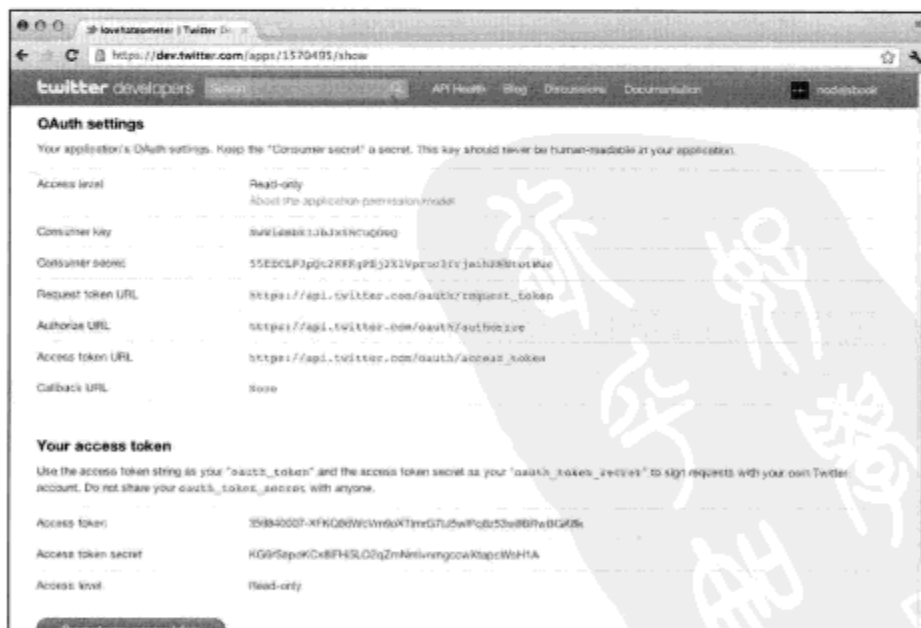 lovehateometer | Twitter De
https://dev.twitter.com/apps/1570495/show
twitter developers Search API Health Blog Discussions Documentation nodejsbook
OAuth settings
Your application's OAuth settings. Keep the "Consumer secret" a secret. This key should never be human-readable in your application.
Access level Read-only
About the application permission model
Consumer key
Consumer secret
Request token URL https://api.twitter.com/oauth/request_token
Authorize URL https://api.twitter.com/oauth/authorize
Access token URL https://api.twitter.com/oauth/access_token
Callback URL None
Your access token
Use the access token string as your "oauth_token" and the access token secret as your "oauth_token_secret" to sign requests with your own Twitter
account. Do not share your oauth_token_secret with anyone.
Access token
Access token secret
Access level Read-only